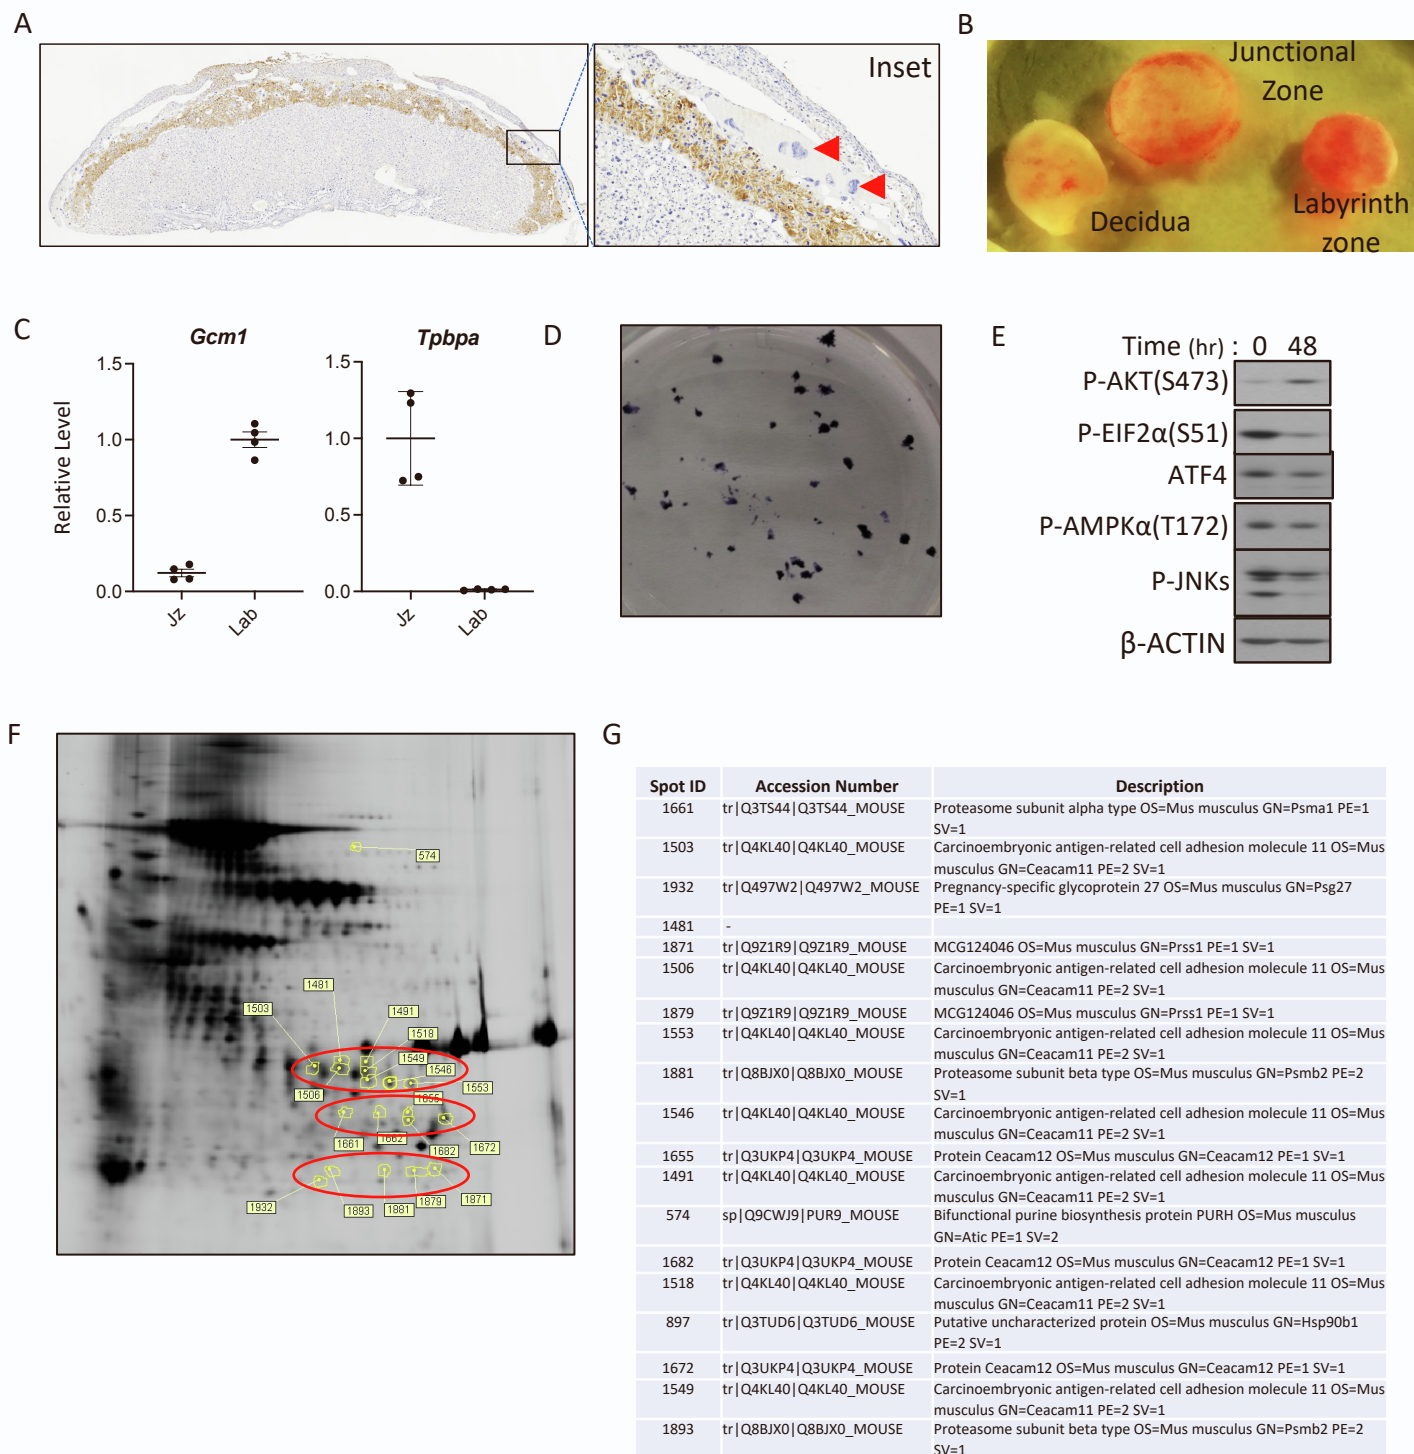 A
Inset
B
Junctional
Zone
Decidua
Labyrinth
zone
C
Gcm1
Tpbpa
Relative Level
1.5
1.0
0.5
0.0
Jz
Lab
1.5
1.0
0.5
0.0
Jz
Lab
D
E
Time (hr) : 0 48
P-AKT(S473)
P-EIF2α(S51)
ATF4
P-AMPKα(T172)
P-JNKs
β-ACTIN
F
574
1481
1503
1491
1518
1549
1546
1506
1655
1553
1661
1662
1682
1672
1932
1893
1881
1879
1871
G
Spot ID Accession Number Description
1661 tr|Q3TS44|Q3TS44_MOUSE Proteasome subunit alpha type OS=Mus musculus GN=Psma1 PE=1
SV=1
1503 tr|Q4KL40|Q4KL40_MOUSE Carcinoembryonic antigen-related cell adhesion molecule 11 OS=Mus
musculus GN=Ceacam11 PE=2 SV=1
1932 tr|Q497W2|Q497W2_MOUSE Pregnancy-specific glycoprotein 27 OS=Mus musculus GN=Psg27
PE=1 SV=1
1481 -
1871 tr|Q9Z1R9|Q9Z1R9_MOUSE MCG124046 OS=Mus musculus GN=Prss1 PE=1 SV=1
1506 tr|Q4KL40|Q4KL40_MOUSE Carcinoembryonic antigen-related cell adhesion molecule 11 OS=Mus
musculus GN=Ceacam11 PE=2 SV=1
1879 tr|Q9Z1R9|Q9Z1R9_MOUSE MCG124046 OS=Mus musculus GN=Prss1 PE=1 SV=1
1553 tr|Q4KL40|Q4KL40_MOUSE Carcinoembryonic antigen-related cell adhesion molecule 11 OS=Mus
musculus GN=Ceacam11 PE=2 SV=1
1881 tr|Q8BJX0|Q8BJX0_MOUSE Proteasome subunit beta type OS=Mus musculus GN=Psmb2 PE=2
SV=1
1546 tr|Q4KL40|Q4KL40_MOUSE Carcinoembryonic antigen-related cell adhesion molecule 11 OS=Mus
musculus GN=Ceacam11 PE=2 SV=1
1655 tr|Q3UKP4|Q3UKP4_MOUSE Protein Ceacam12 OS=Mus musculus GN=Ceacam12 PE=1 SV=1
1491 tr|Q4KL40|Q4KL40_MOUSE Carcinoembryonic antigen-related cell adhesion molecule 11 OS=Mus
musculus GN=Ceacam11 PE=2 SV=1
574 sp|Q9CWJ9|PUR9_MOUSE Bifunctional purine biosynthesis protein PURH OS=Mus musculus
GN=Atic PE=1 SV=2
1682 tr|Q3UKP4|Q3UKP4_MOUSE Protein Ceacam12 OS=Mus musculus GN=Ceacam12 PE=1 SV=1
1518 tr|Q4KL40|Q4KL40_MOUSE Carcinoembryonic antigen-related cell adhesion molecule 11 OS=Mus
musculus GN=Ceacam11 PE=2 SV=1
897 tr|Q3TUD6|Q3TUD6_MOUSE Putative uncharacterized protein OS=Mus musculus GN=Hsp90b1
PE=2 SV=1
1672 tr|Q3UKP4|Q3UKP4_MOUSE Protein Ceacam12 OS=Mus musculus GN=Ceacam12 PE=1 SV=1
1549 tr|Q4KL40|Q4KL40_MOUSE Carcinoembryonic antigen-related cell adhesion molecule 11 OS=Mus
musculus GN=Ceacam11 PE=2 SV=1
1893 tr|Q8BJX0|Q8BJX0_MOUSE Proteasome subunit beta type OS=Mus musculus GN=Psmb2 PE=2
SV=1